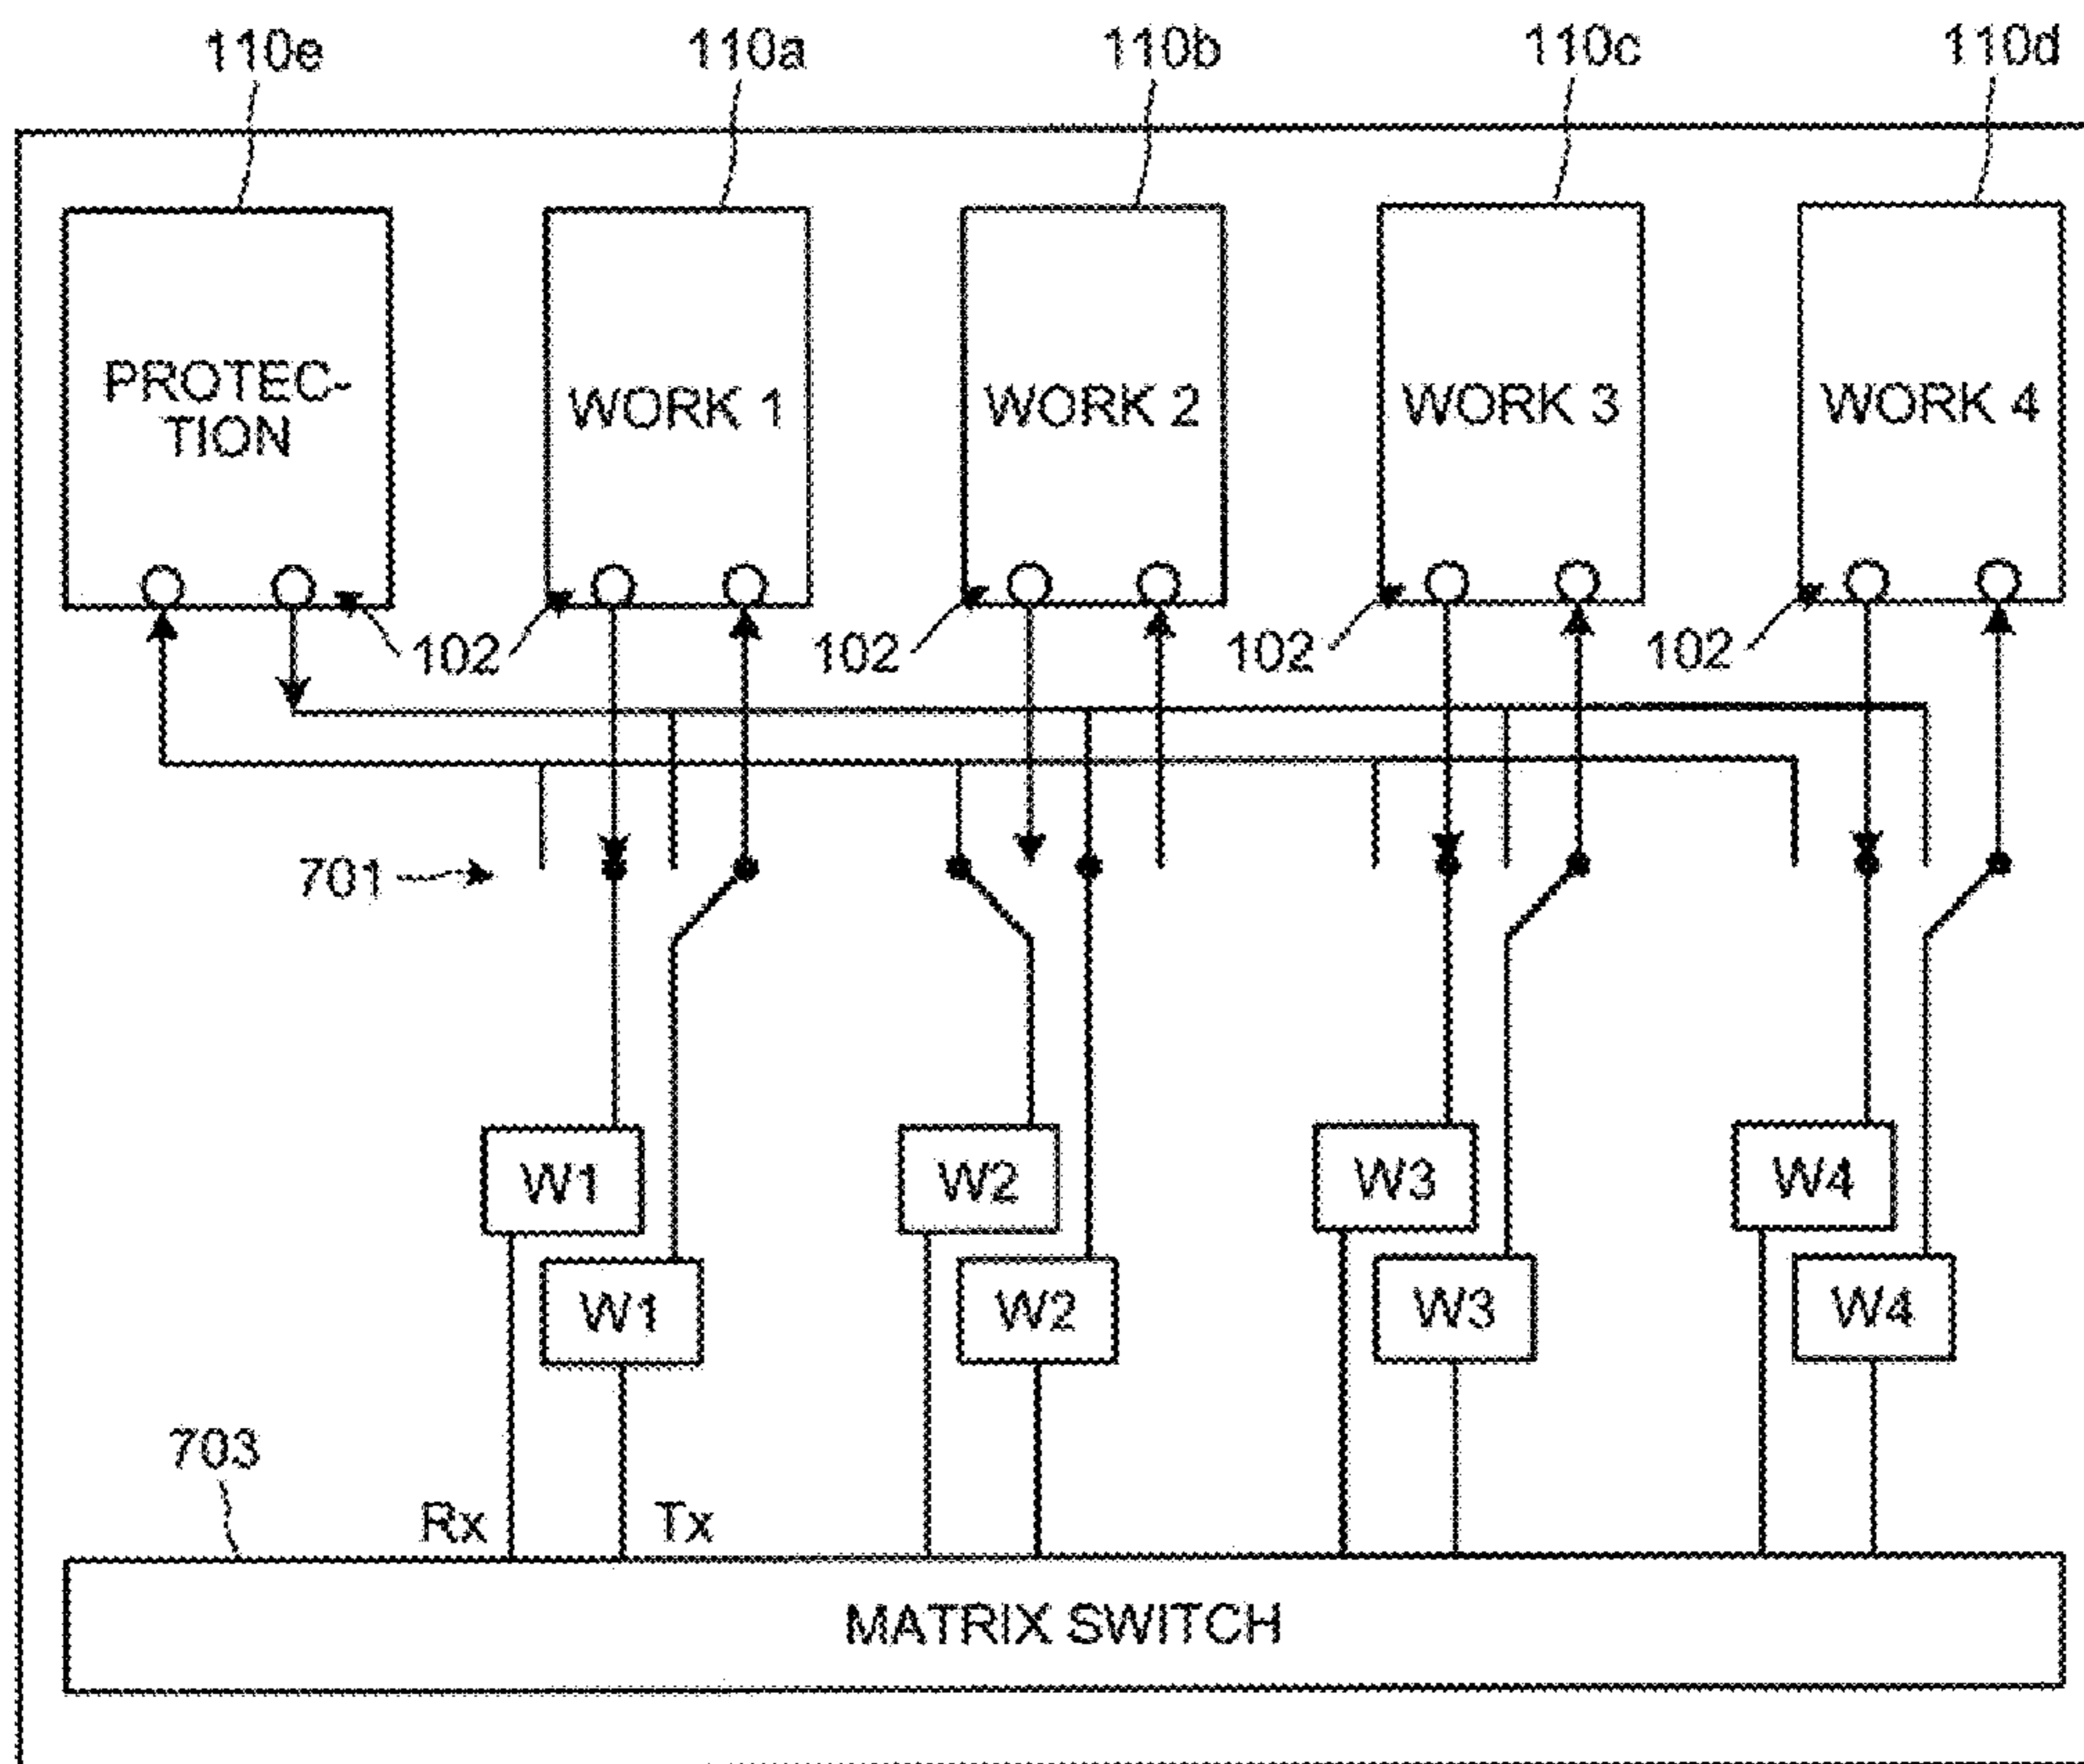 110e 110a 110b 110c 110d
PROTEC-
TION
WORK 1 WORK 2 WORK 3 WORK 4
102 102 102 102
701
W1 W2 W3 W4
W1 W2 W3 W4
703
Rx Tx
MATRIX SWITCH